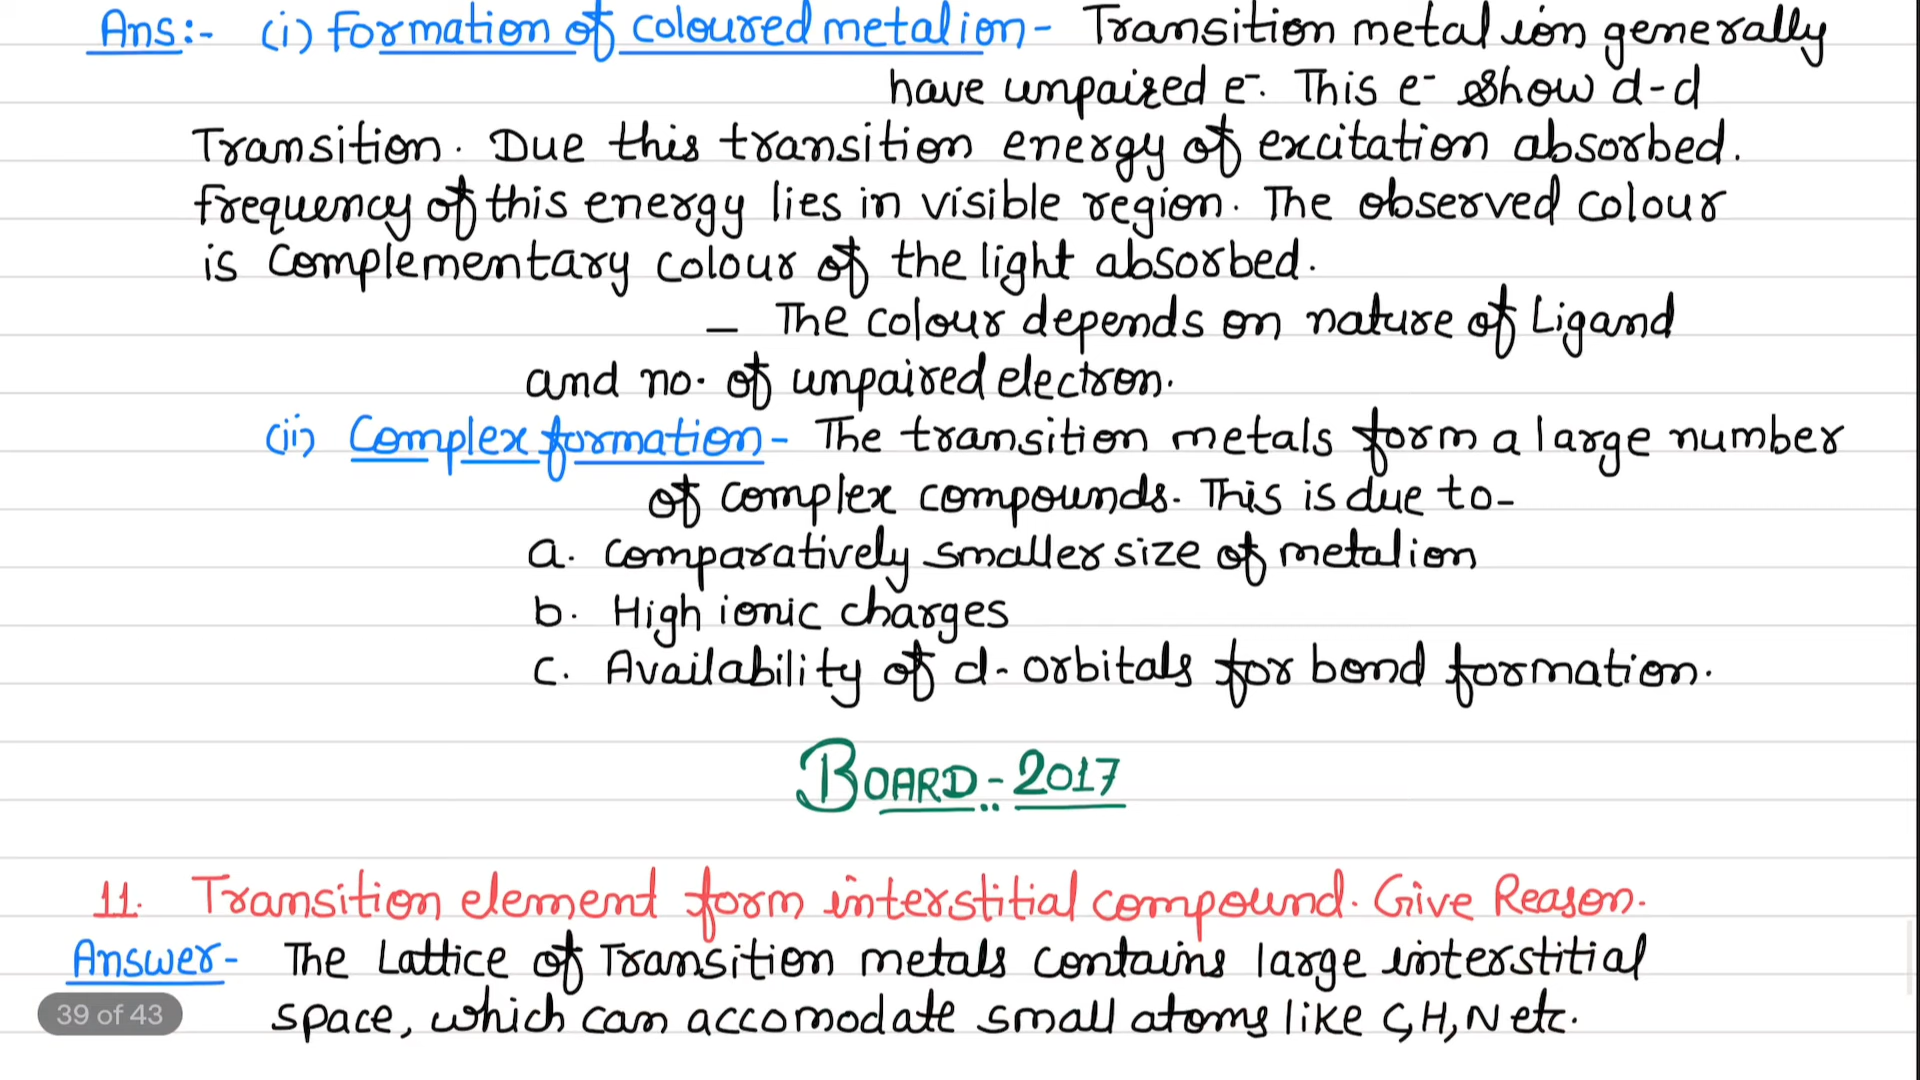 Ans:- (i) Formation of coloured metal ion - Transition metal ion generally
have unpaired e⁻. This e⁻ show d-d
Transition. Due this transition energy of excitation absorbed.
frequency of this energy lies in visible region. The observed colour
is complementary colour of the light absorbed.
– The colour depends on nature of Ligand
and no. of unpaired electron.
(ii) Complex formation - The transition metals form a large number
of complex compounds. This is due to-
a. comparatively smaller size of metal ion
b. High ionic charges
c. Availability of d-orbitals for bond formation.
BOARD - 2017
11. Transition element form interstitial compound. Give Reason.
Answer- The Lattice of Transition metals contains large interstitial
space, which can accomodate small atoms like C, H, N etc.
39 of 43